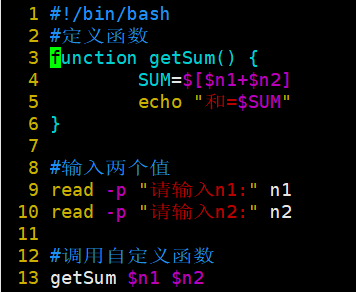 1 #!/bin/bash
2 #定义函数
3 function getSum() {
4         SUM=$[$n1+$n2]
5         echo "和=$SUM"
6 }
7
8 #输入两个值
9 read -p "请输入n1:" n1
10 read -p "请输入n2:" n2
11
12 #调用自定义函数
13 getSum $n1 $n2